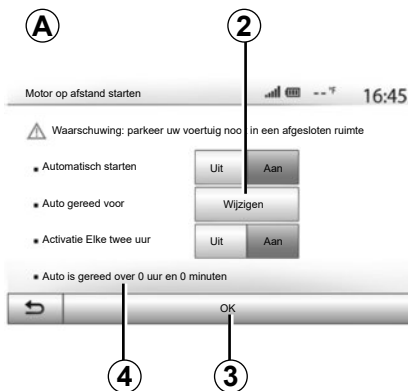 A
2
Motor op afstand starten
--°F
16:45
Waarschuwing: parkeer uw voertuig in een afgesloten ruimte
Automatisch starten
Uit
Aan
Auto gereed voor
Wijzigen
Activatie Elke twee uur
Uit
Aan
Auto is gereed over 0 uur en 0 minuten
OK
4
3